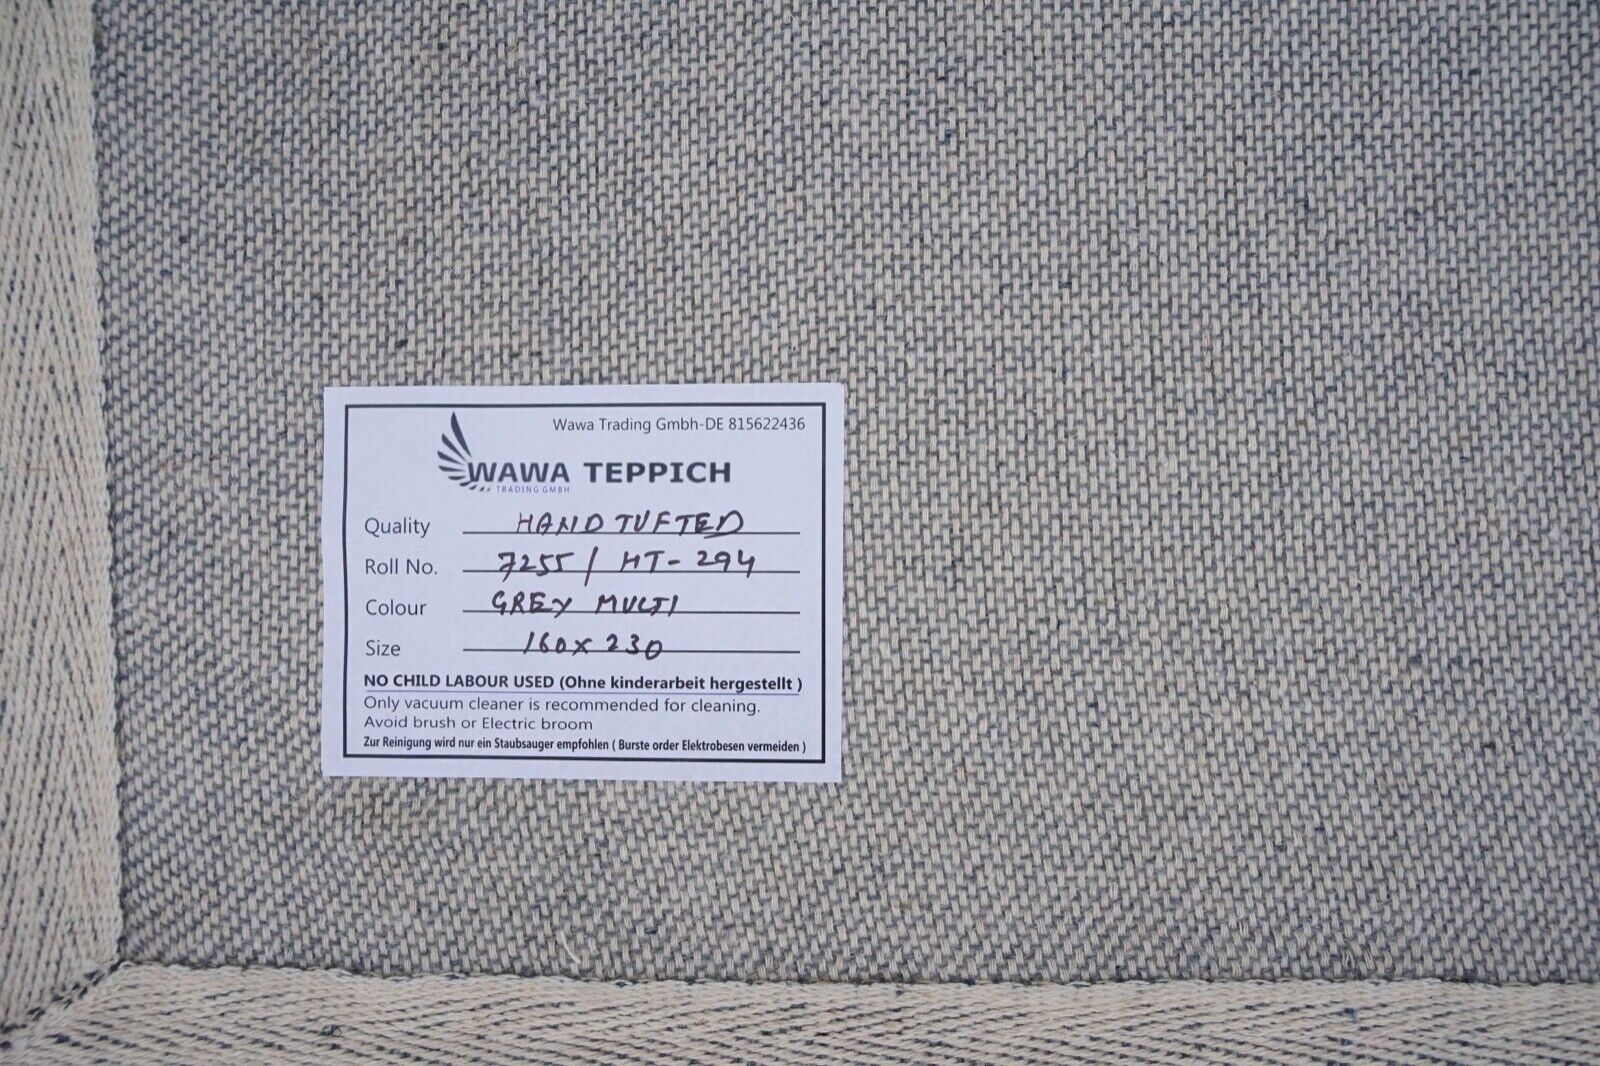 Wawa Trading Gmbh-DE 815622436
WAWA TEPPICH
TRADING GMBH
Quality HAND TUFTED
Roll No. 7255 / HT-294
Colour GREY MULTI
Size 160x230
NO CHILD LABOUR USED (Ohne kinderarbeit hergestellt )
Only vacuum cleaner is recommended for cleaning.
Avoid brush or Electric broom
Zur Reinigung wird nur ein Staubsauger empfohlen ( Burste order Elektrobesen vermeiden )